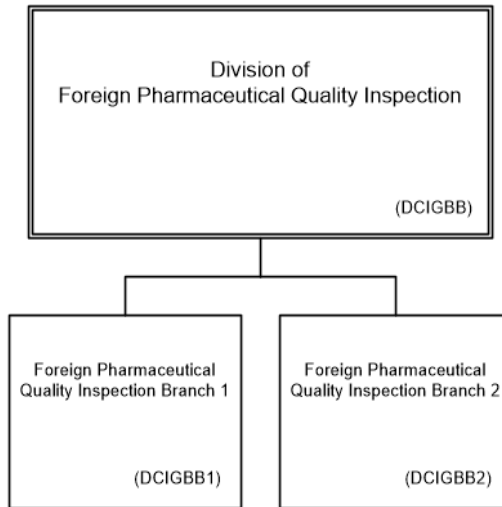 Division of
Foreign Pharmaceutical Quality Inspection
(DCIGBB)
Foreign Pharmaceutical
Quality Inspection Branch 1
(DCIGBB1)
Foreign Pharmaceutical
Quality Inspection Branch 2
(DCIGBB2)